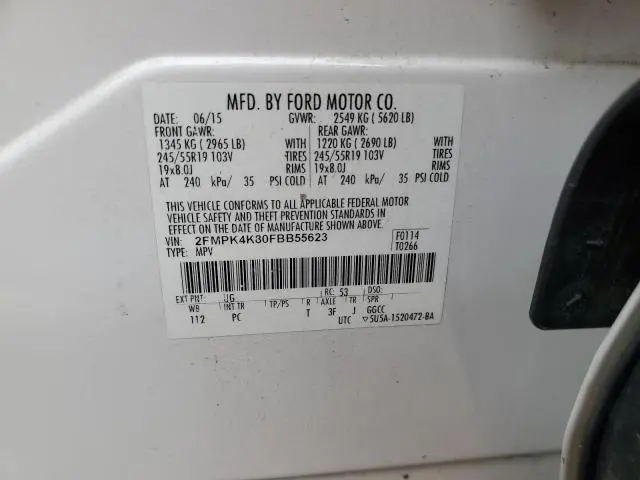 MFD. BY FORD MOTOR CO.
DATE: 06/15 GVWR: 2549 KG ( 5620 LB)
FRONT GAWR: REAR GAWR:
1345 KG ( 2965 LB) WITH 1220 KG ( 2690 LB) WITH
245/55R19 103V TIRES 245/55R19 103V TIRES
19x8.0J RIMS 19x8.0J RIMS
AT 240 kPa/ 35 PSI COLD AT 240 kPa/ 35 PSI COLD
THIS VEHICLE CONFORMS TO ALL APPLICABLE FEDERAL MOTOR
VEHICLE SAFETY AND THEFT PREVENTION STANDARDS IN
EFFECT ON THE DATE OF MANUFACTURE SHOWN ABOVE.
VIN: 2FMPK4K30FBB55623 F0114
TYPE: MPV T0266
EXT PNT: UG RC: 53 DSO:
WB INT TR TP/PS R AXLE TR SPR
112 PC T 3F J GGCC
UTC 5U5A-1520472-BA